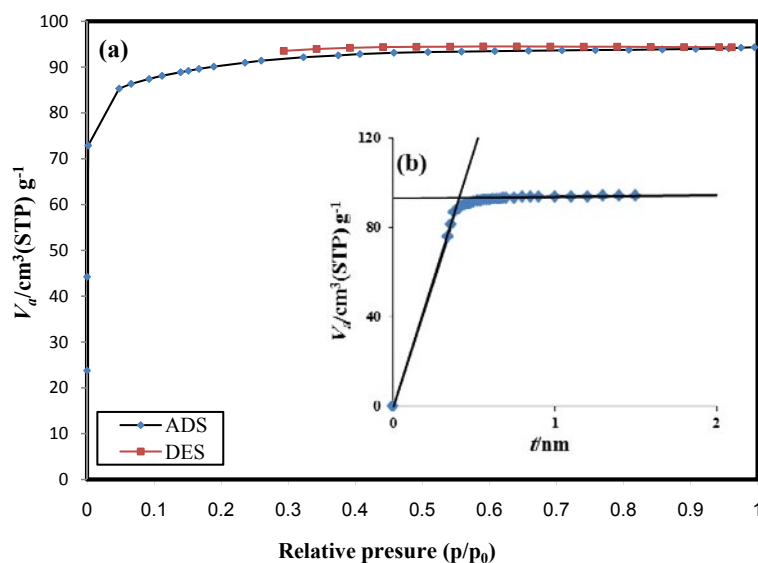 (a)
100
90
80
70
60
50
40
30
20
10
0
Vₐ/cm³(STP) g⁻¹
ADS
DES
0 0.1 0.2 0.3 0.4 0.5 0.6 0.7 0.8 0.9 1
Relative presure (p/p₀)
(b)
120
80
40
0
Vₐ/cm³(STP) g⁻¹
0 1 2
t/nm